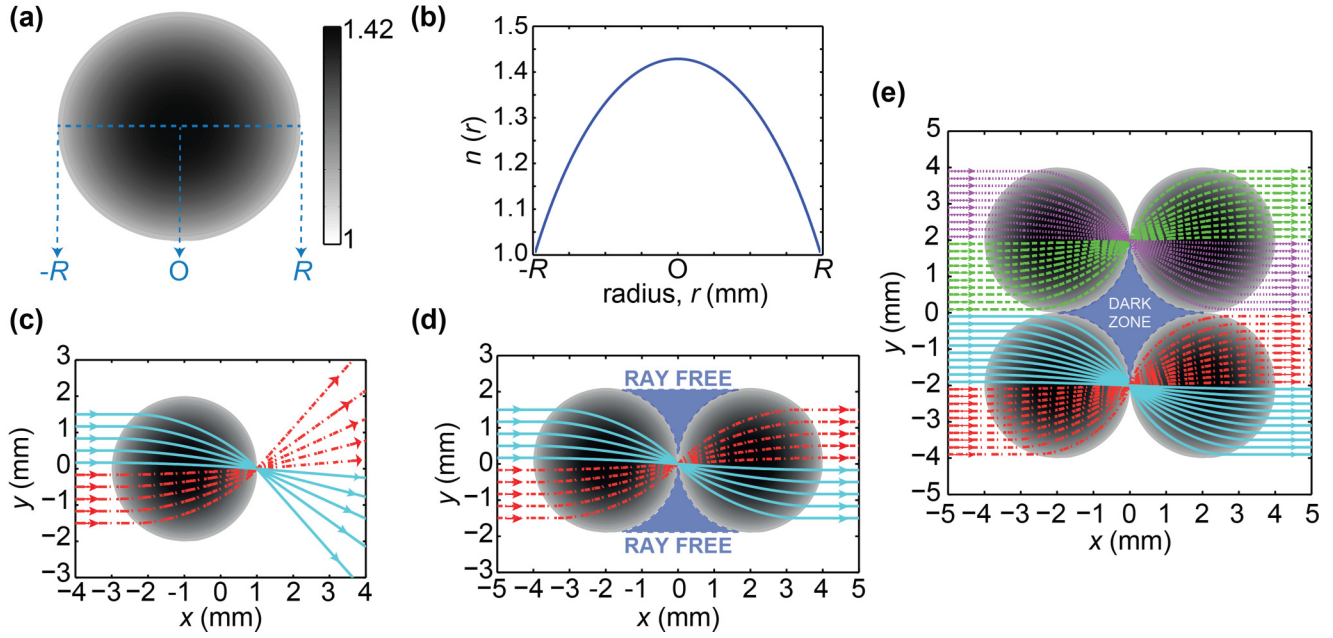 (a)
1.42
1
-R
O
R
(b)
1.5
1.4
1.3
1.2
1.1
1.0
n (r)
-R
O
R
radius, r (mm)
(c)
3
2
1
0
-1
−2
−3
y (mm)
−4 −3 −2 -1 0 1 2 3 4
x (mm)
(d)
3
2
1
0
-1
−2
−3
y (mm)
RAY FREE
RAY FREE
−5 −4 −3 −2 -1 0 1 2 3 4 5
x (mm)
(e)
5
4
3
2
1
0
−1
−2
−3
−4
−5
y (mm)
DARK
ZONE
−5 −4 −3 −2 −1 0 1 2 3 4 5
x (mm)